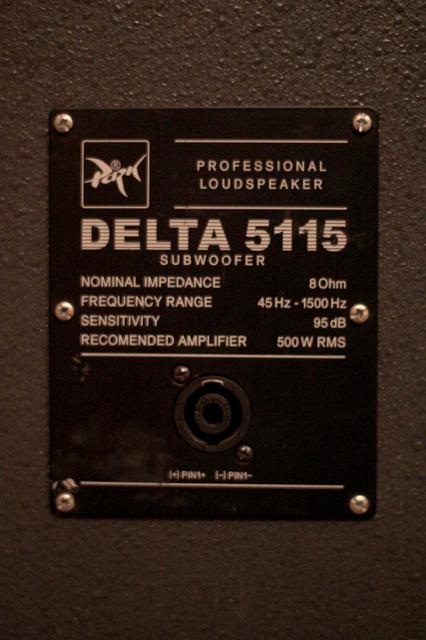 PROFESSIONAL
LOUDSPEAKER
DELTA 5115
SUBWOOFER
NOMINAL IMPEDANCE 8 Ohm
FREQUENCY RANGE 45 Hz - 1500 Hz
SENSITIVITY 95 dB
RECOMENDED AMPLIFIER 500 W RMS
(+) PIN1+ (-) PIN1-